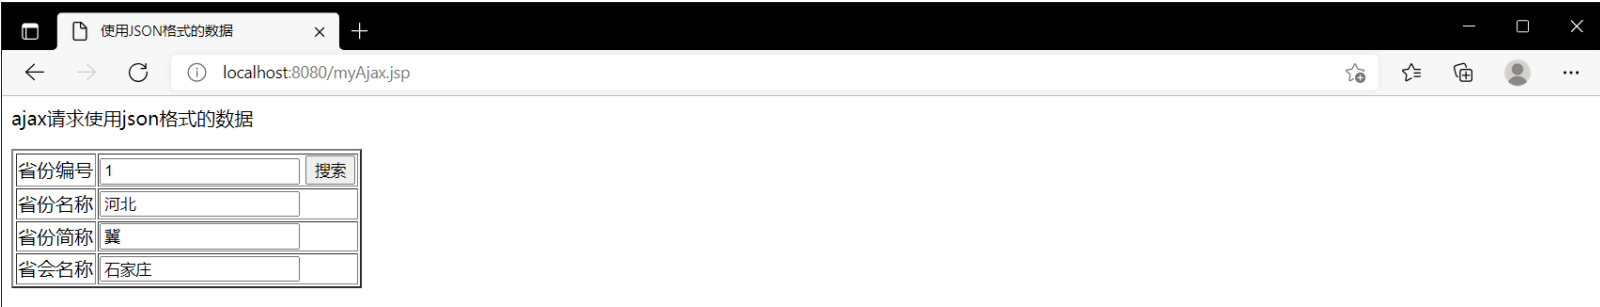 使用JSON格式的数据
localhost:8080/myAjax.jsp
ajax请求使用json格式的数据
省份编号 1 搜索
省份名称 河北
省份简称 冀
省会名称 石家庄